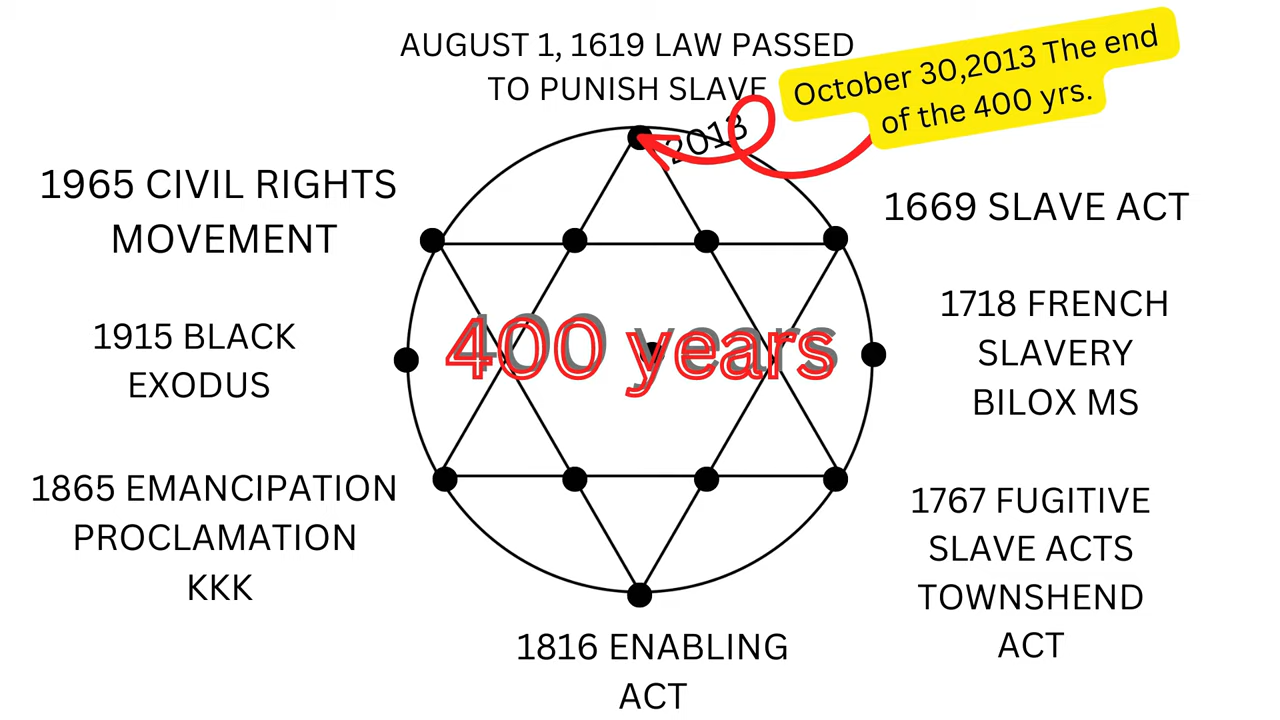 AUGUST 1, 1619 LAW PASSED
TO PUNISH SLAVE
October 30,2013 The end
of the 400 yrs.
2013
1965 CIVIL RIGHTS
MOVEMENT
1669 SLAVE ACT
1718 FRENCH
SLAVERY
BILOX MS
1915 BLACK
EXODUS
400 years
1865 EMANCIPATION
PROCLAMATION
KKK
1767 FUGITIVE
SLAVE ACTS
TOWNSHEND
ACT
1816 ENABLING
ACT